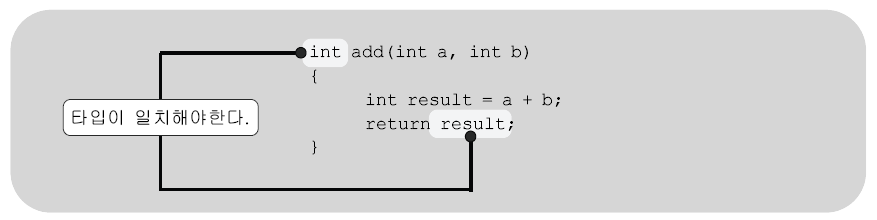 int add(int a, int b)
{
타입이 일치해야한다.
int result = a + b;
return result;
}